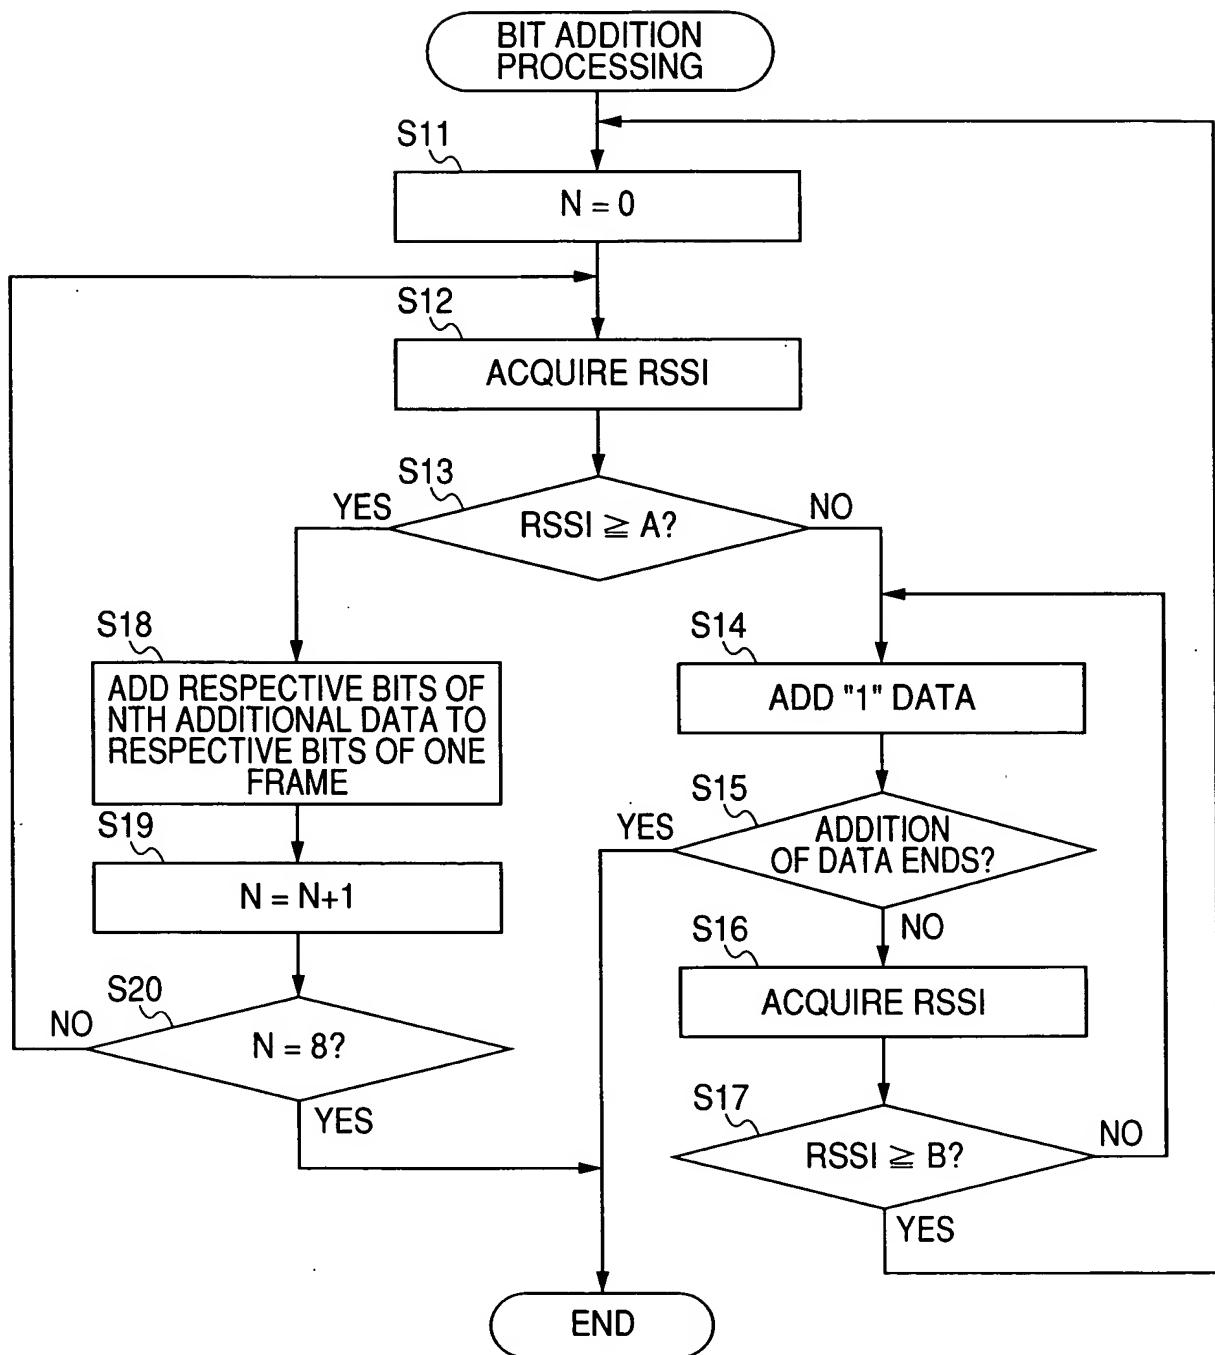 BIT ADDITION
PROCESSING
S11
N = 0
S12
ACQUIRE RSSI
S13
YES
RSSI ≧ A?
NO
S18
ADD RESPECTIVE BITS OF
NTH ADDITIONAL DATA TO
RESPECTIVE BITS OF ONE
FRAME
S14
ADD "1" DATA
S19
N = N+1
S15
YES
ADDITION
OF DATA ENDS?
NO
S20
NO
N = 8?
YES
S16
ACQUIRE RSSI
S17
RSSI ≧ B?
NO
YES
END